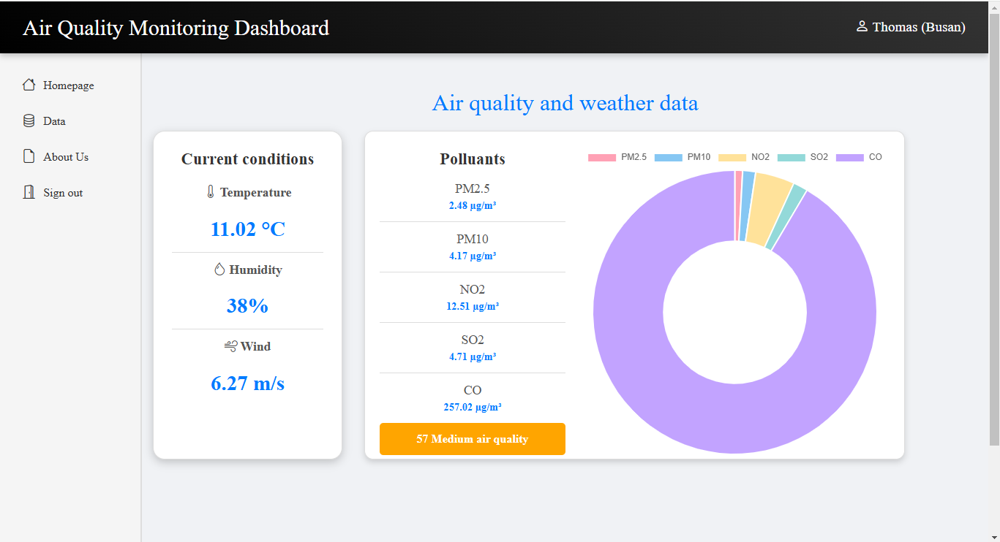 Air Quality Monitoring Dashboard
Thomas (Busan)
Homepage
Data
About Us
Sign out
Air quality and weather data
Current conditions
Temperature
11.02 °C
Humidity
38%
Wind
6.27 m/s
Polluants
PM2.5
2.48 µg/m³
PM10
4.17 µg/m³
NO2
12.51 µg/m³
SO2
4.71 µg/m³
CO
257.02 µg/m³
57 Medium air quality
PM2.5 PM10 NO2 SO2 CO